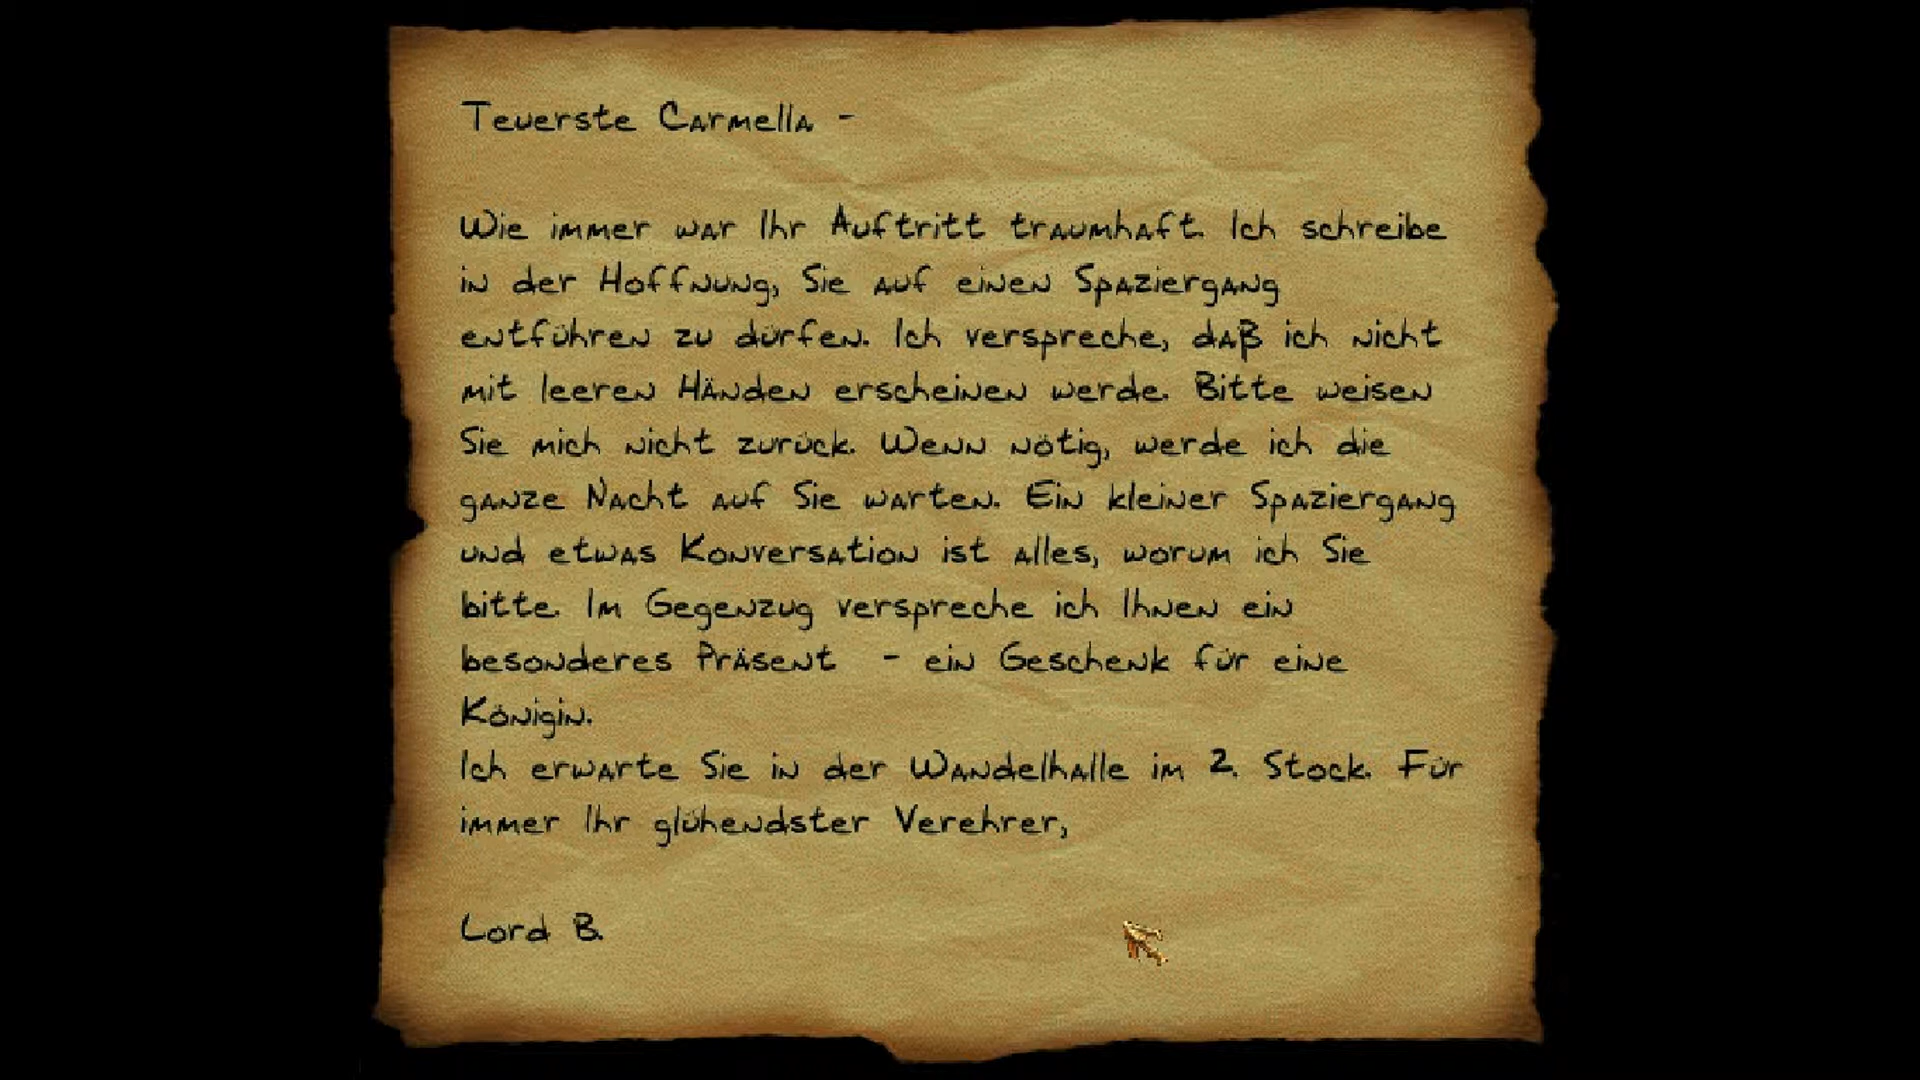 Teuerste Carmella -
Wie immer war Ihr Auftritt traumhaft. Ich schreibe
in der Hoffnung, Sie auf einen Spaziergang
entführen zu dürfen. Ich verspreche, daß ich nicht
mit leeren Händen erscheinen werde. Bitte weisen
Sie mich nicht zurück. Wenn nötig, werde ich die
ganze Nacht auf Sie warten. Ein kleiner Spaziergang
und etwas Konversation ist alles, worum ich Sie
bitte. Im Gegenzug verspreche ich Ihnen ein
besonderes Präsent - ein Geschenk für eine
Königin.
Ich erwarte Sie in der Wandelhalle im 2. Stock. Für
immer Ihr glühendster Verehrer,
Lord B.